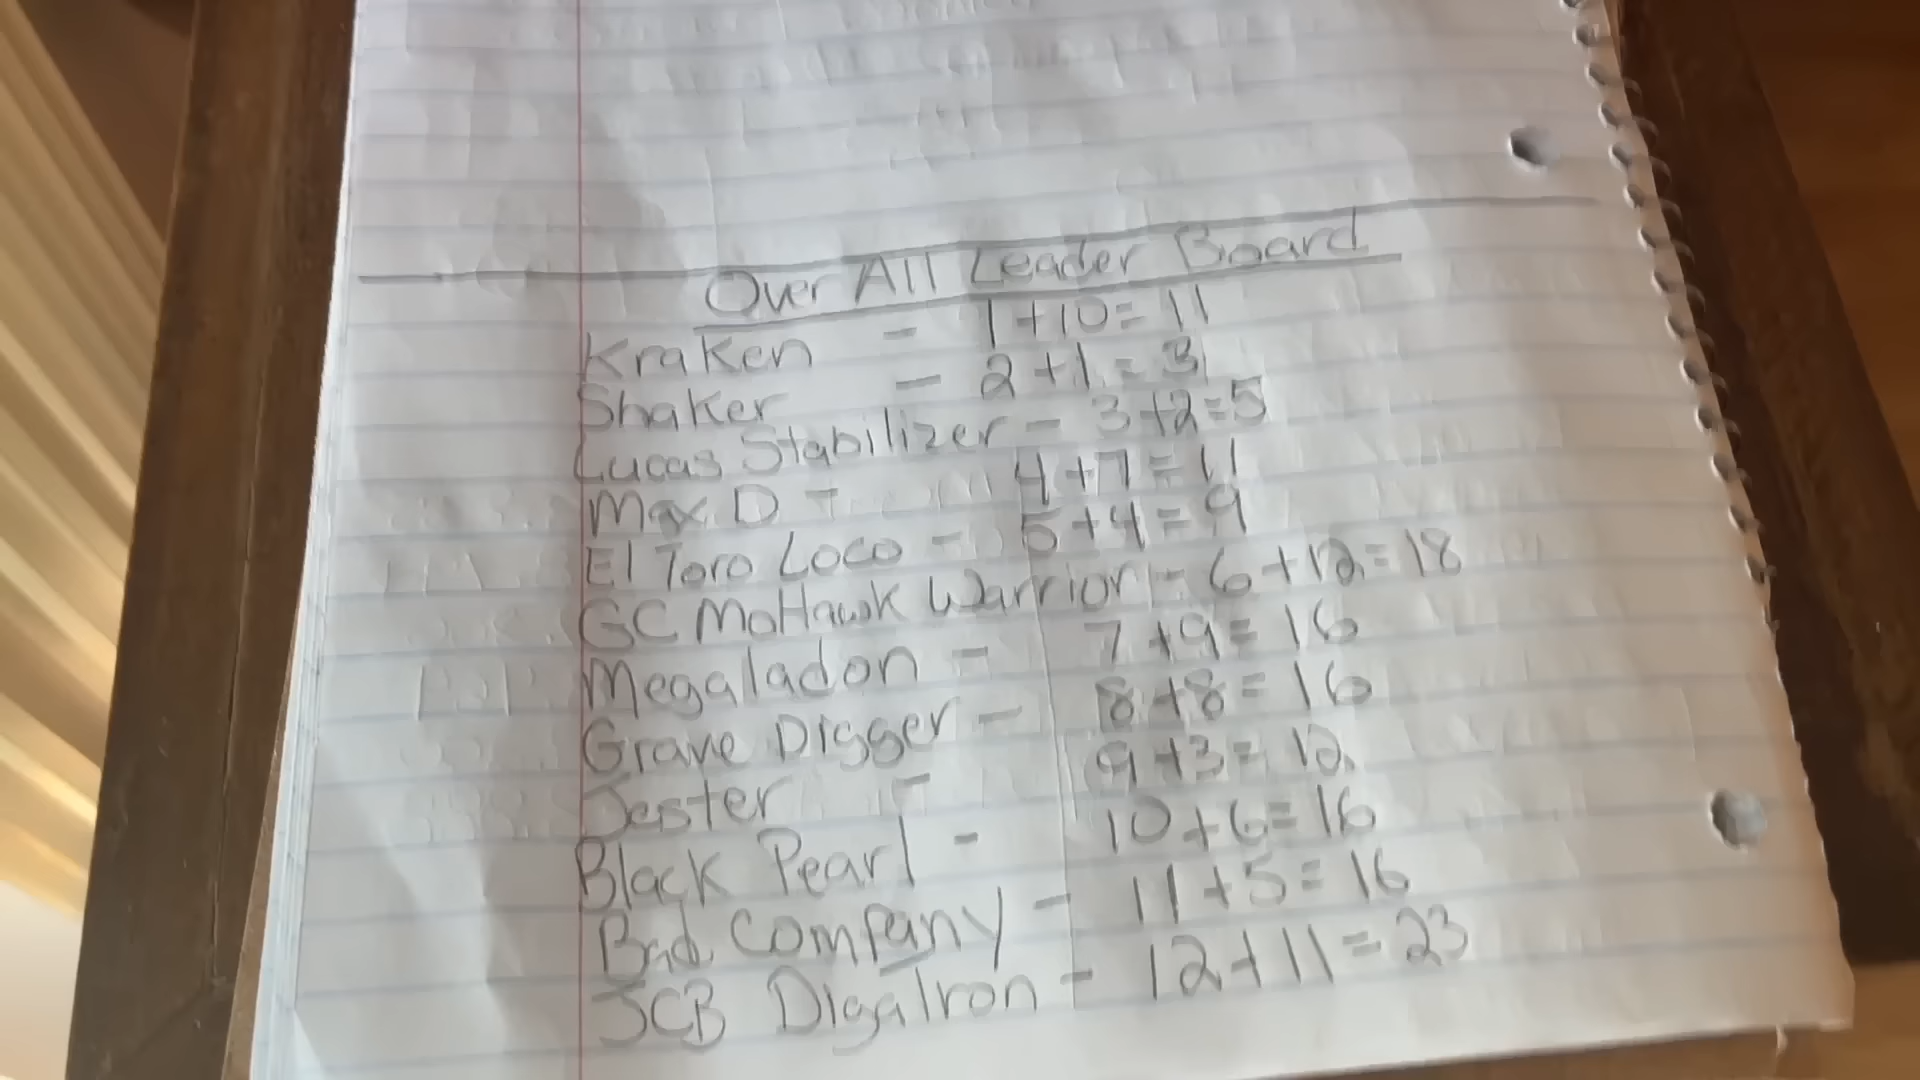 Over All Leader Board
Kraken - 1+10=11
Shaker - 2+1=3
Lucas Stabilizer - 3+2=5
Max D - 4+7=11
El Toro Loco - 5+4=9
GC MoHawk Warrior - 6+12=18
Megaladon - 7+9=16
Grave Digger - 8+8=16
Jester - 9+3=12
Black Pearl - 10+6=16
Bad Company - 11+5=16
JCB Digatron - 12+11=23